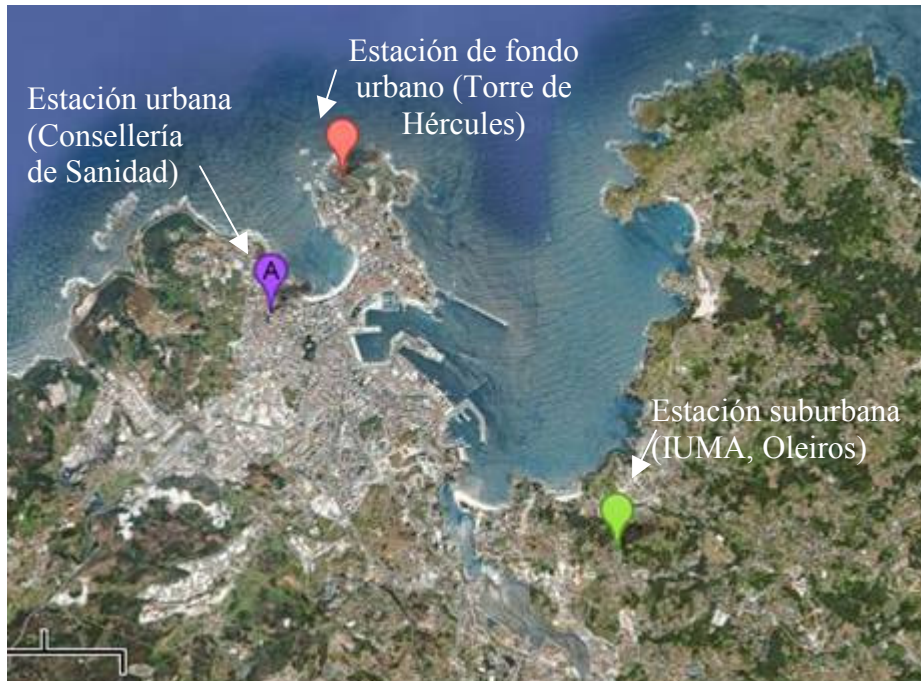 Estación de fondo
urbano (Torre de
Hércules)
Estación urbana
(Consellería
de Sanidad)
A
Estación suburbana
(IUMA, Oleiros)